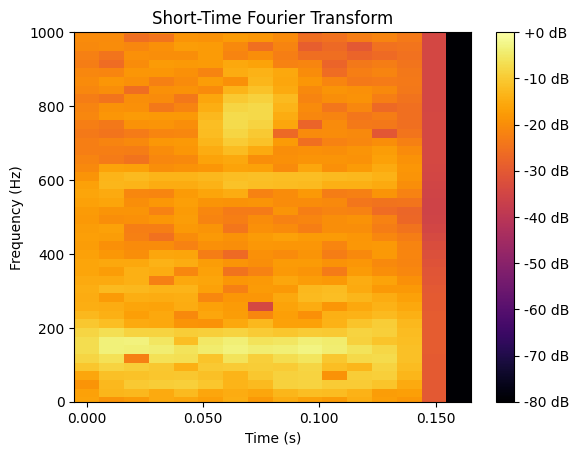 Short-Time Fourier Transform
Frequency (Hz)
1000
800
600
400
200
0
0.000
0.050
0.100
0.150
Time (s)
+0 dB
-10 dB
-20 dB
-30 dB
-40 dB
-50 dB
-60 dB
-70 dB
-80 dB